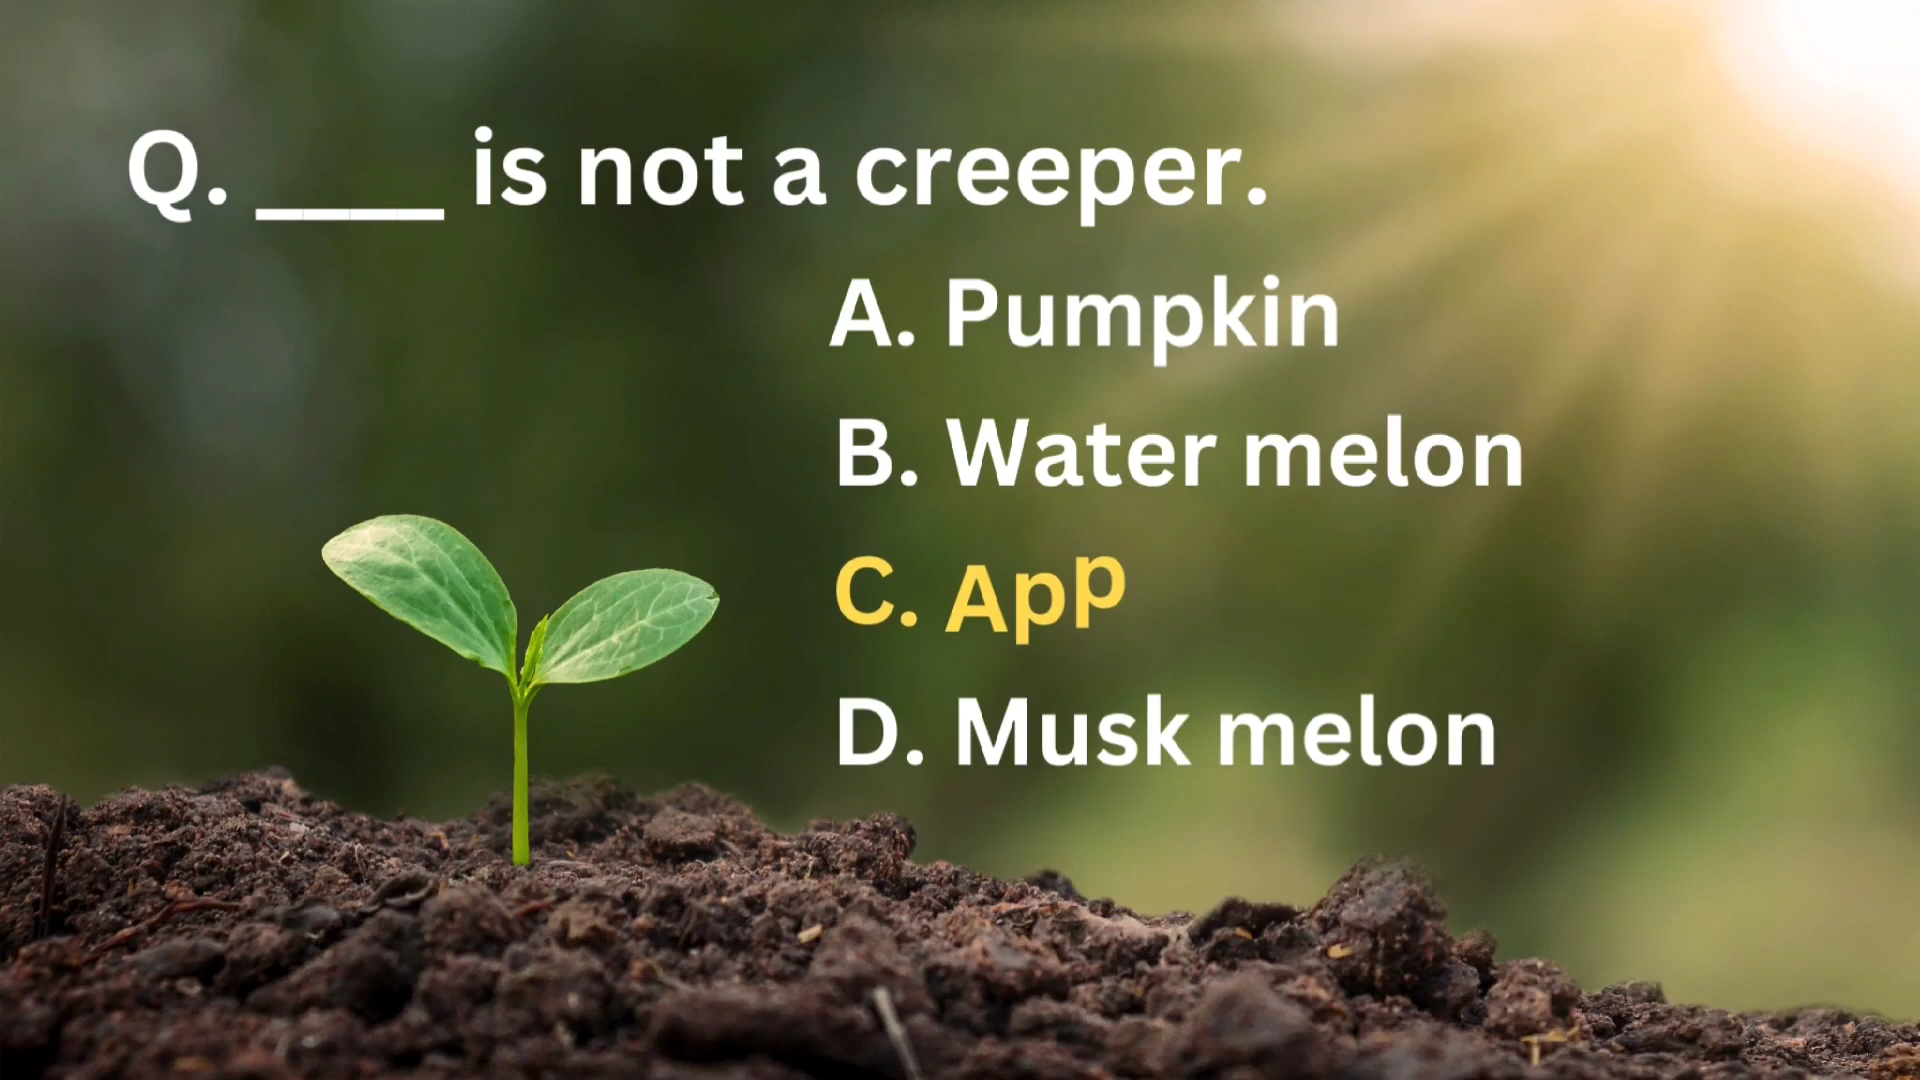 Q. ____ is not a creeper.
A. Pumpkin
B. Water melon
C. App
D. Musk melon